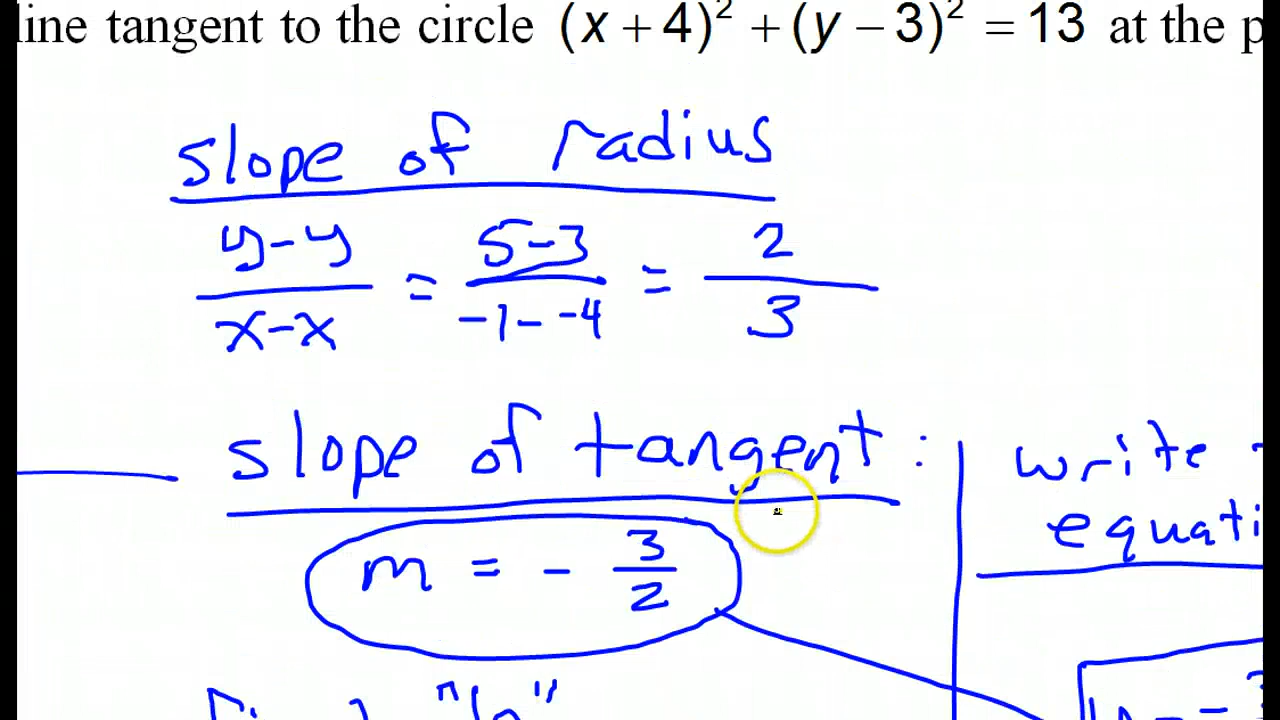 line tangent to the circle (x + 4)² + (y − 3)² = 13 at the p
slope of radius
y-y / x-x = 5-3 / -1--4 = 2 / 3
slope of tangent:
m = - 3/2
write
equati